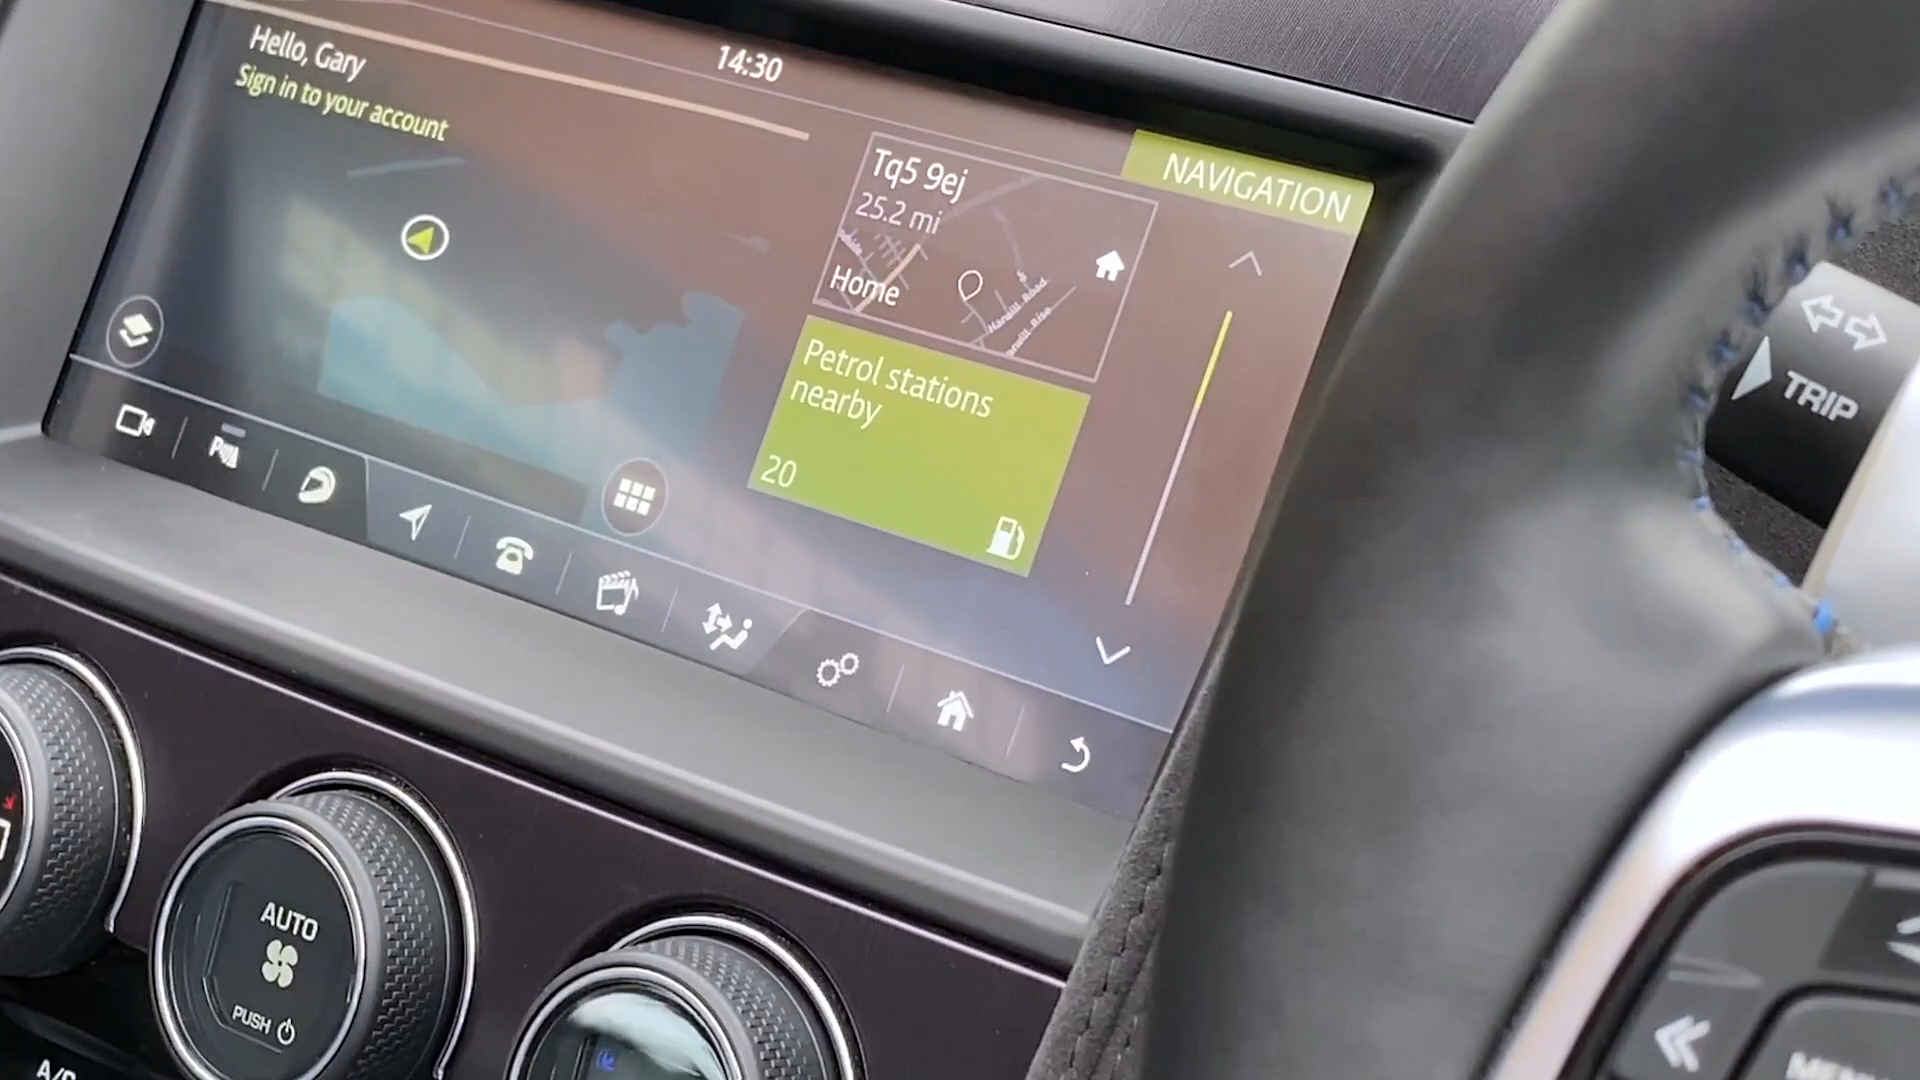 Hello, Gary
Sign in to your account
14:30
NAVIGATION
Tq5 9ej
25.2 mi
Home
Petrol stations
nearby
20
TRIP
AUTO
PUSH